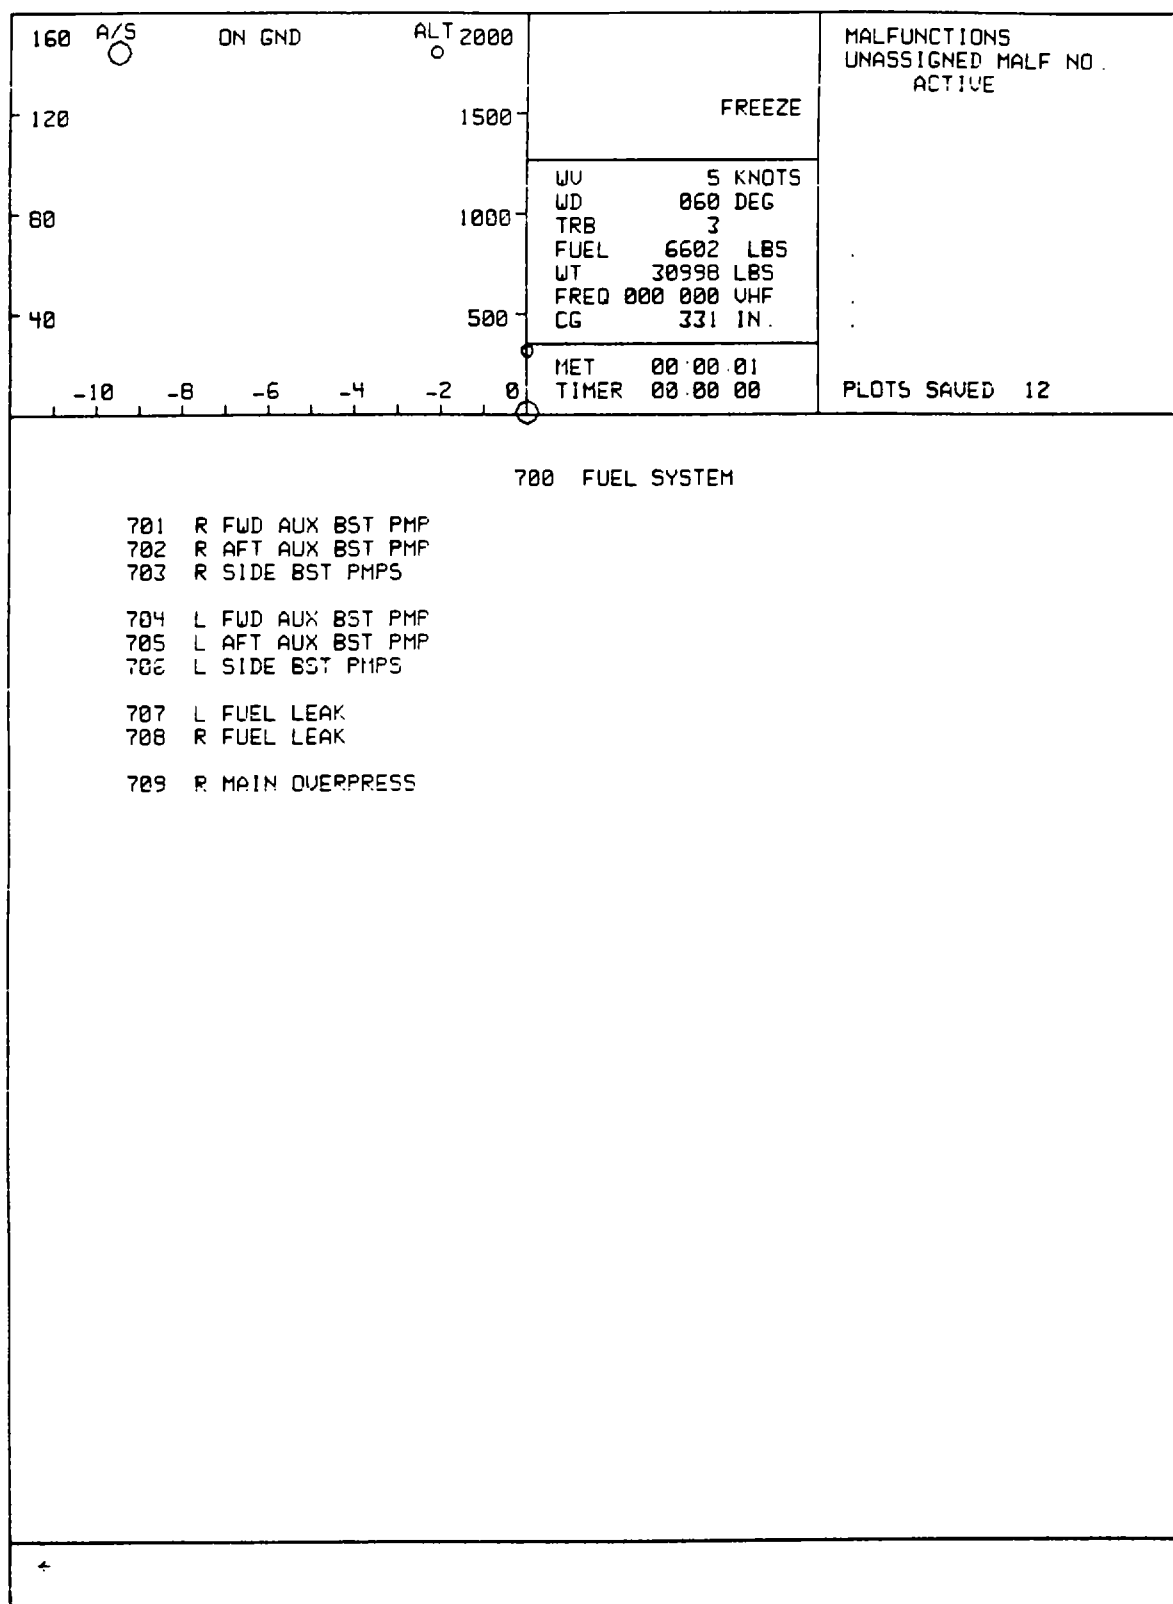 160 A/S ON GND ALT 2000
120 1500
80 1000
40 500
-10 -8 -6 -4 -2 0
FREEZE
WV 5 KNOTS
WD 060 DEG
TRB 3
FUEL 6602 LBS
WT 30998 LBS
FREQ 000 000 VHF
CG 331 IN.
MET 00:00:01
TIMER 00:00 00
MALFUNCTIONS
UNASSIGNED MALF NO.
ACTIVE
PLOTS SAVED 12
700 FUEL SYSTEM
701 R FWD AUX BST PMP
702 R AFT AUX BST PMP
703 R SIDE BST PMPS
704 L FWD AUX BST PMP
705 L AFT AUX BST PMP
706 L SIDE BST PMPS
707 L FUEL LEAK
708 R FUEL LEAK
709 R MAIN OVERPRESS